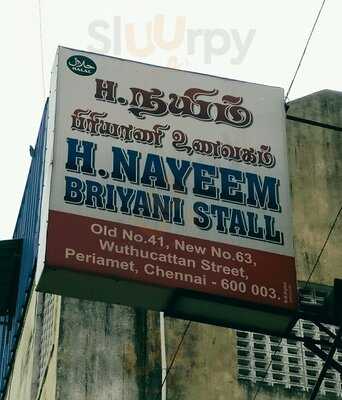 slurrpy
حلال
HALAL
H. நயீம்
பிரியாணி உணவகம்
H. NAYEEM
BRIYANI STALL
Old No.41, New No.63,
Wuthucattan Street,
Periamet, Chennai - 600 003.